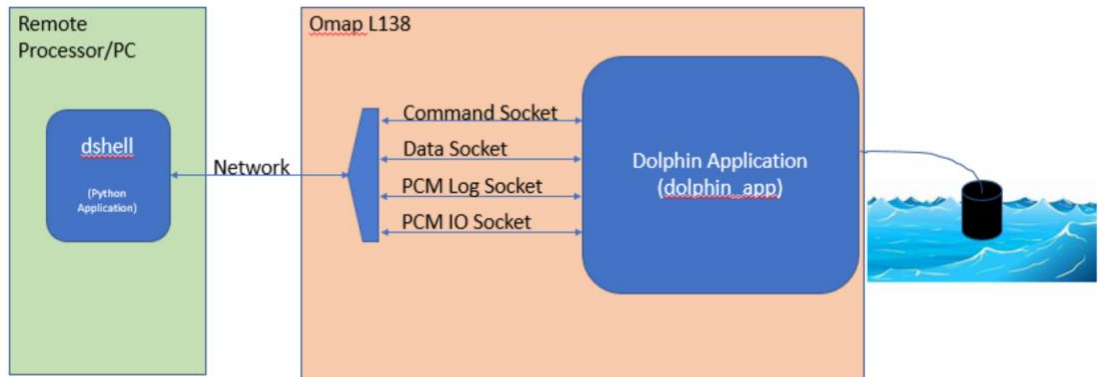 Remote
Processor/PC
dshell
(Python
Application)
Network
Omap L138
Command Socket
Data Socket
PCM Log Socket
PCM IO Socket
Dolphin Application
(dolphin_app)